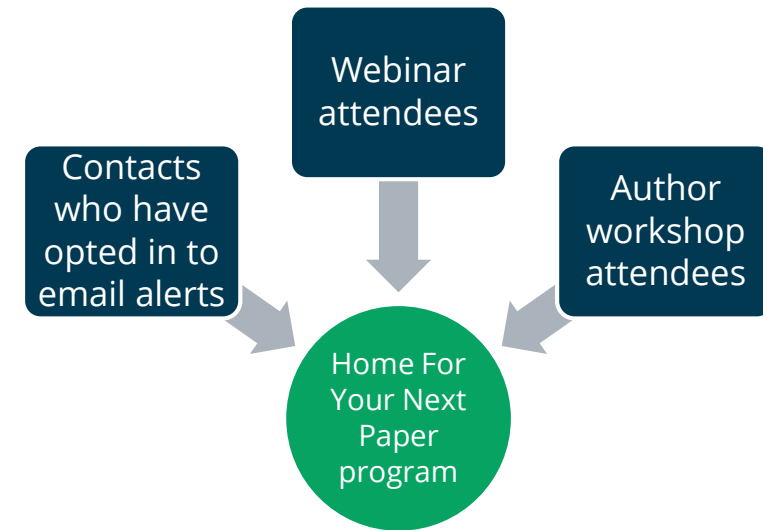 Webinar
attendees
Contacts
who have
opted in to
email alerts
Author
workshop
attendees
Home For
Your Next
Paper
program